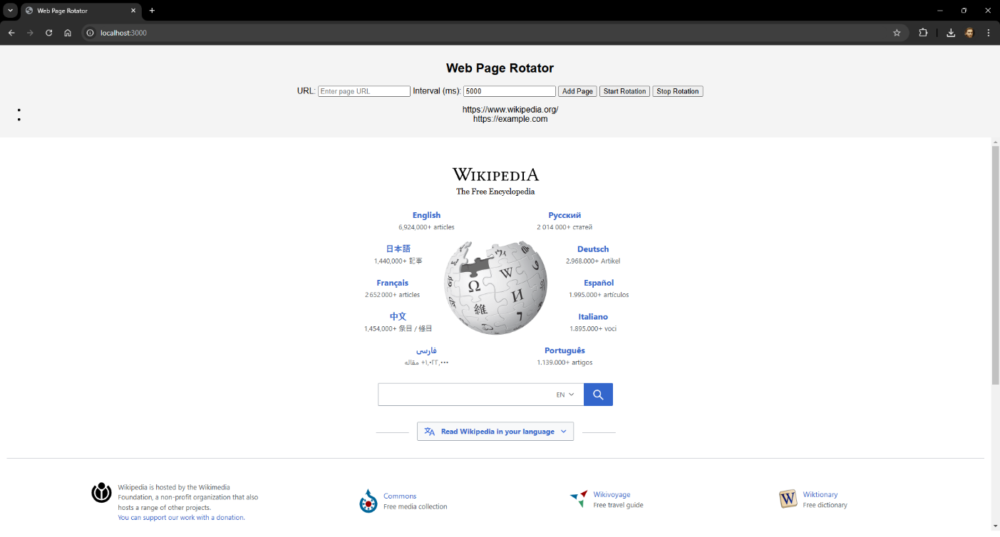 Web Page Rotator
localhost:3000
Web Page Rotator
URL: Enter page URL Interval (ms): 5000 Add Page Start Rotation Stop Rotation
https://www.wikipedia.org/
https://example.com
WIKIPEDIA
The Free Encyclopedia
English
6,924,000+ articles
Русский
2 014 000+ статей
日本語
1,440,000+ 記事
Deutsch
2.968.000+ Artikel
Français
2 652 000+ articles
Español
1.995.000+ artículos
中文
1,454,000+ 条目 / 條目
Italiano
1.895.000+ voci
فارسی
۱٬۰۲۲٬۰۰۰+ مقاله
Português
1.139.000+ artigos
EN
Read Wikipedia in your language
Wikipedia is hosted by the Wikimedia
Foundation, a non-profit organization that also
hosts a range of other projects.
You can support our work with a donation.
Commons
Free media collection
Wikivoyage
Free travel guide
Wiktionary
Free dictionary